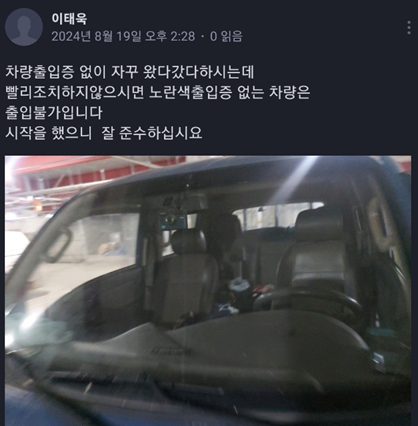 이태욱
2024년 8월 19일 오후 2:28 · 0 읽음
차량출입증 없이 자꾸 왔다갔다하시는데
빨리조치하지않으시면 노란색출입증 없는 차량은
출입불가입니다
시작을 했으니 잘 준수하십시요